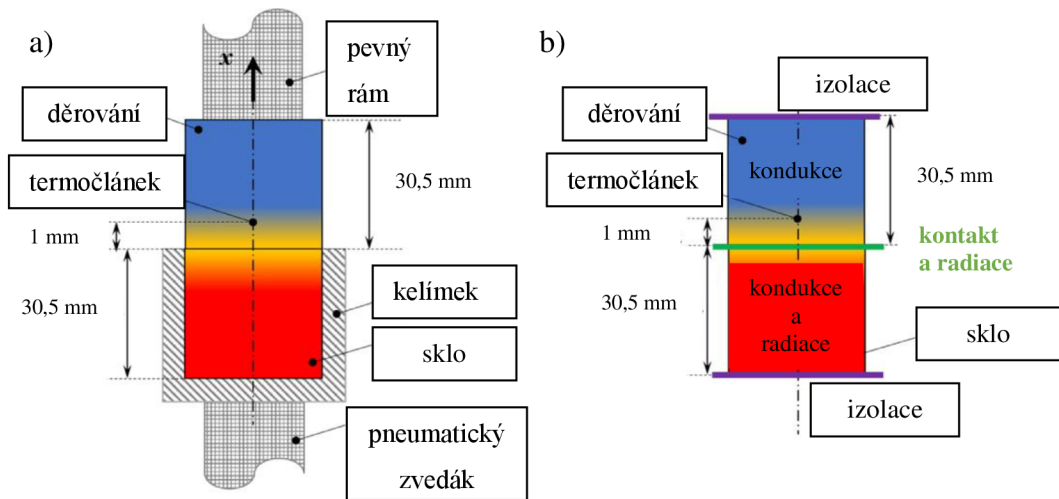 a)
x
pevný
rám
děrování
termočlánek
30,5 mm
1 mm
30,5 mm
kelímek
sklo
pneumatický
zvedák
b)
izolace
děrování
kondukce
termočlánek
30,5 mm
1 mm
kontakt
a radiace
30,5 mm
kondukce
a
radiace
sklo
izolace